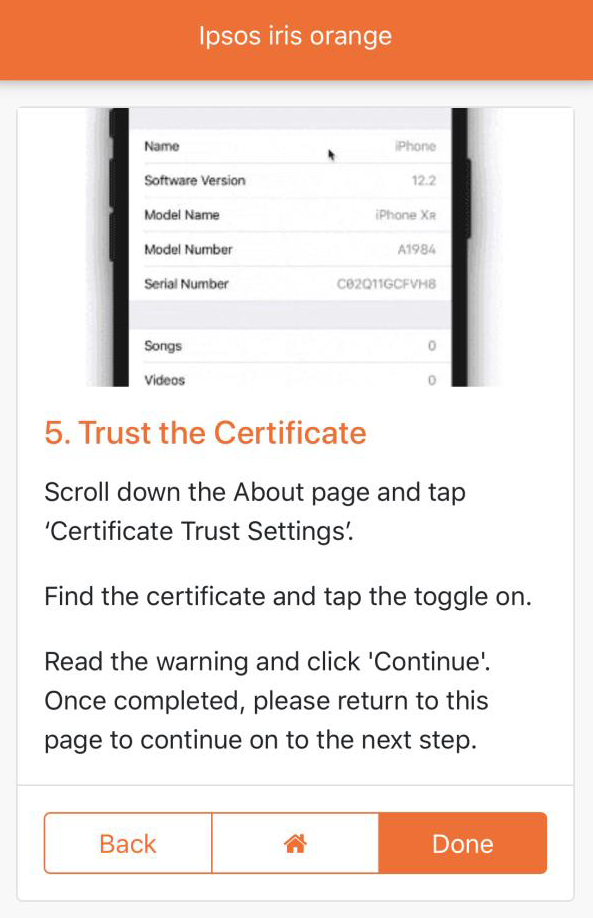 Ipsos iris orange
Name iPhone
Software Version 12.2
Model Name iPhone XR
Model Number A1984
Serial Number C02Q11GCFVH8
Songs 0
Videos 0
5. Trust the Certificate
Scroll down the About page and tap
‘Certificate Trust Settings’.
Find the certificate and tap the toggle on.
Read the warning and click 'Continue'.
Once completed, please return to this
page to continue on to the next step.
Back Done